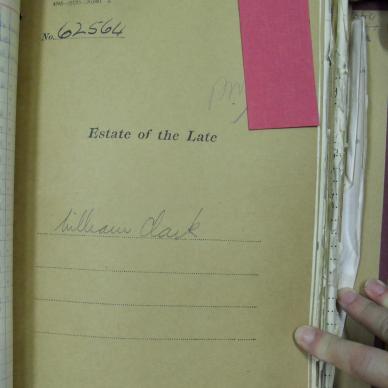 No. 62564
Estate of the Late
William Clark